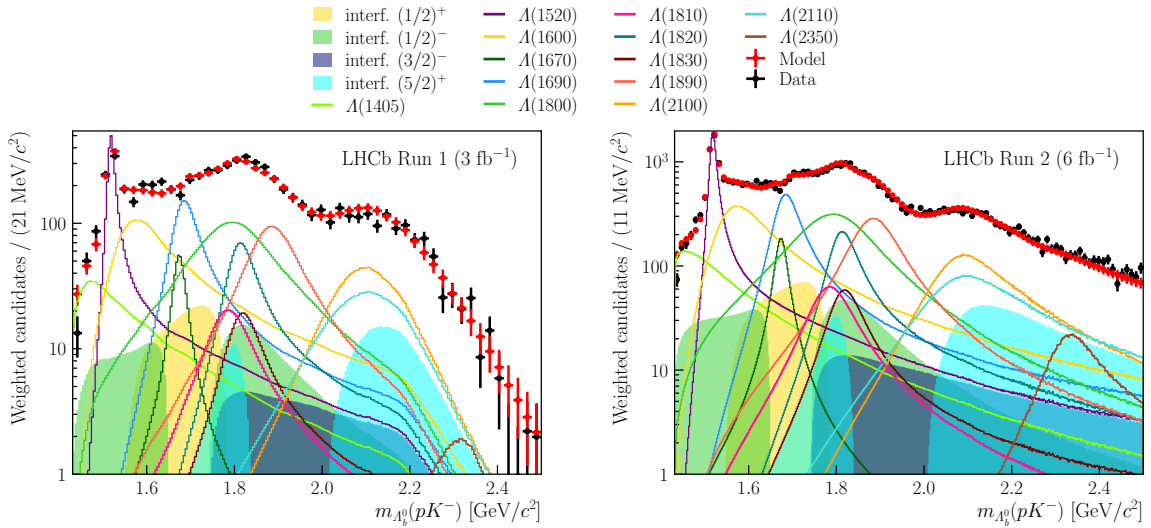 interf. (1/2)⁺
interf. (1/2)⁻
interf. (3/2)⁻
interf. (5/2)⁺
Λ(1405)
Λ(1520)
Λ(1600)
Λ(1670)
Λ(1690)
Λ(1800)
Λ(1810)
Λ(1820)
Λ(1830)
Λ(1890)
Λ(2100)
Λ(2110)
Λ(2350)
Model
Data
Weighted candidates / (21 MeV/c²)
LHCb Run 1 (3 fb⁻¹)
100
10
1
1.6 1.8 2.0 2.2 2.4
m_{Λ_b^0}(pK⁻) [GeV/c²]
Weighted candidates / (11 MeV/c²)
LHCb Run 2 (6 fb⁻¹)
10³
100
10
1
1.6 1.8 2.0 2.2 2.4
m_{Λ_b^0}(pK⁻) [GeV/c²]